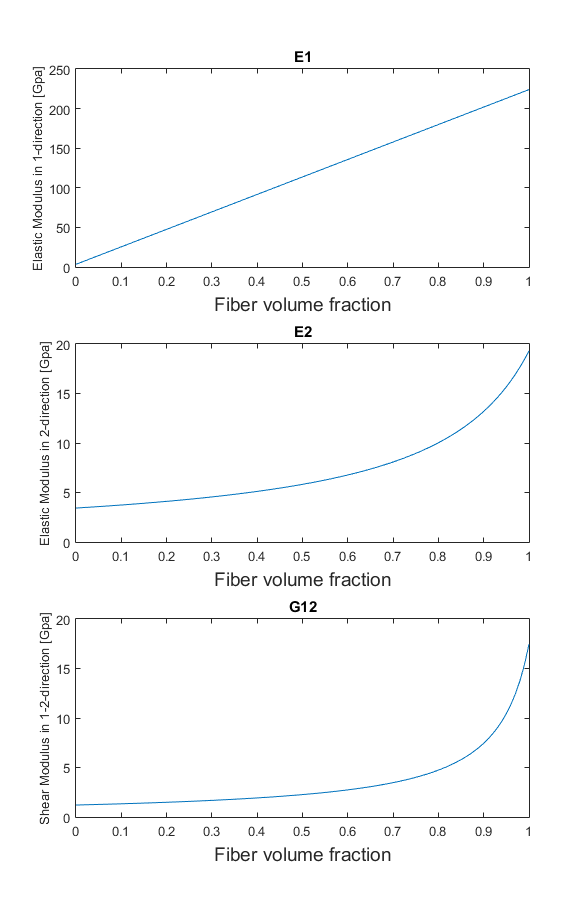 E1
Elastic Modulus in 1-direction [Gpa]
250
200
150
100
50
0
0 0.1 0.2 0.3 0.4 0.5 0.6 0.7 0.8 0.9 1
Fiber volume fraction
E2
Elastic Modulus in 2-direction [Gpa]
20
15
10
5
0
0 0.1 0.2 0.3 0.4 0.5 0.6 0.7 0.8 0.9 1
Fiber volume fraction
G12
Shear Modulus in 1-2-direction [Gpa]
20
15
10
5
0
0 0.1 0.2 0.3 0.4 0.5 0.6 0.7 0.8 0.9 1
Fiber volume fraction